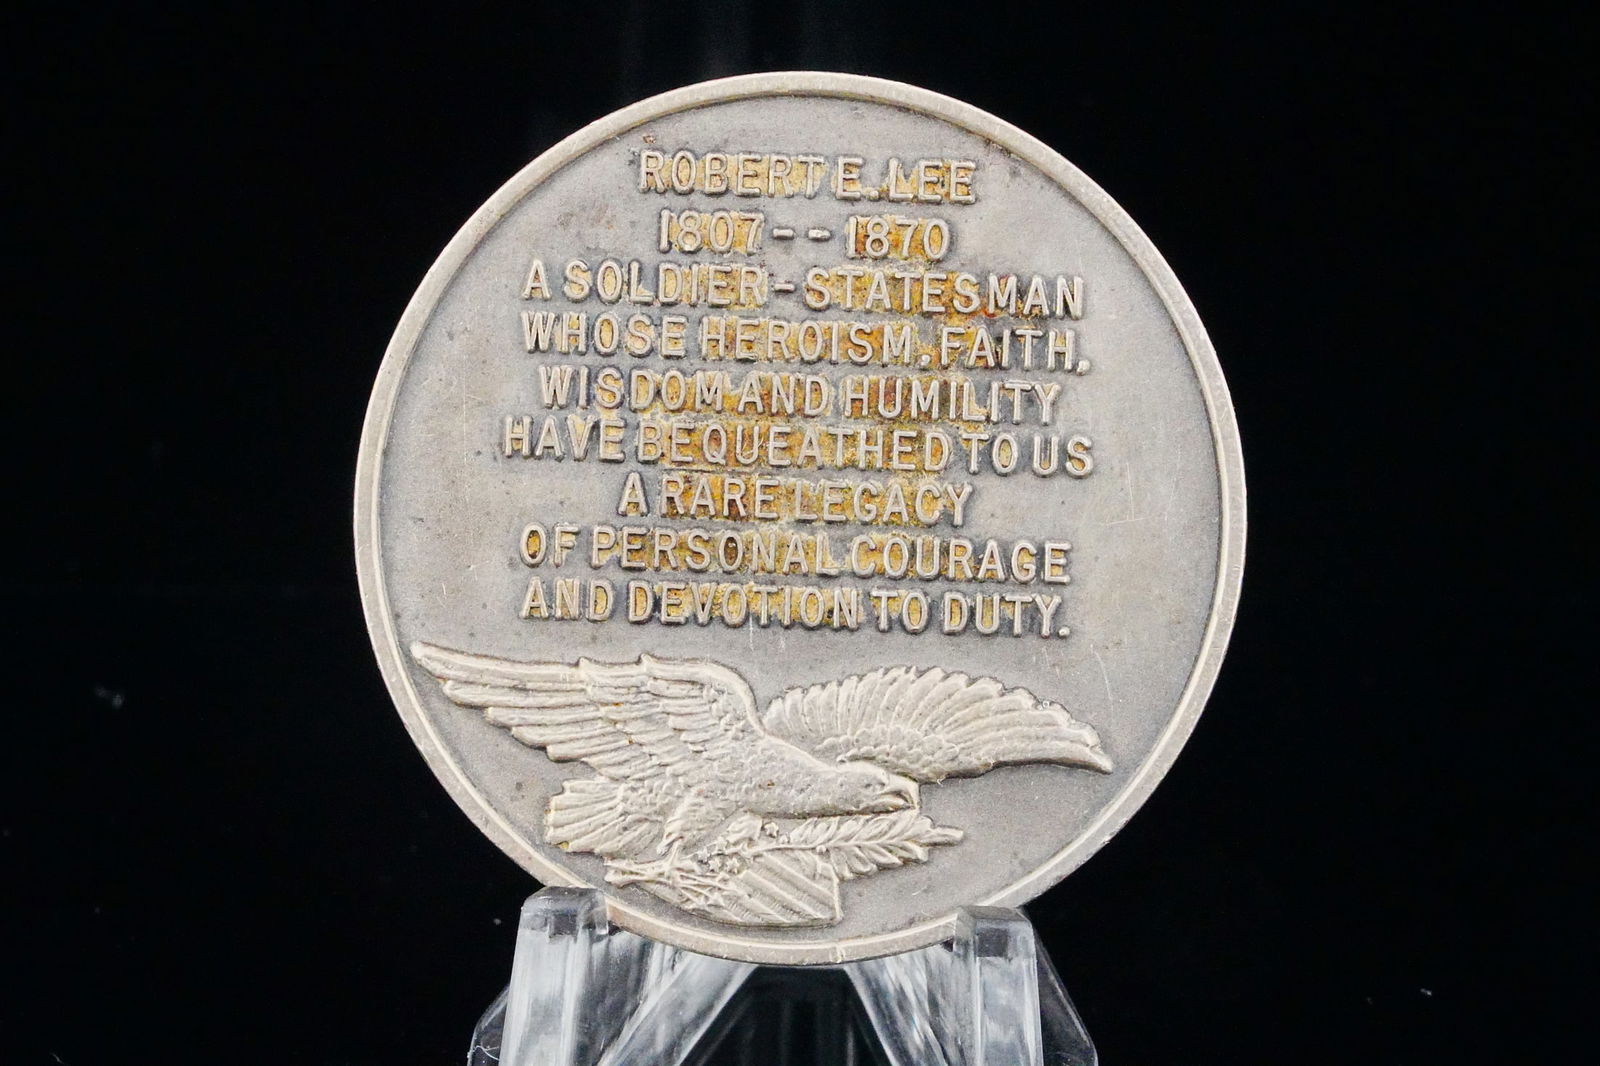 ROBERT E. LEE
1807 -- 1870
A SOLDIER-STATESMAN
WHOSE HEROISM, FAITH,
WISDOM AND HUMILITY
HAVE BEQUEATHED TO US
A RARE LEGACY
OF PERSONAL COURAGE
AND DEVOTION TO DUTY.